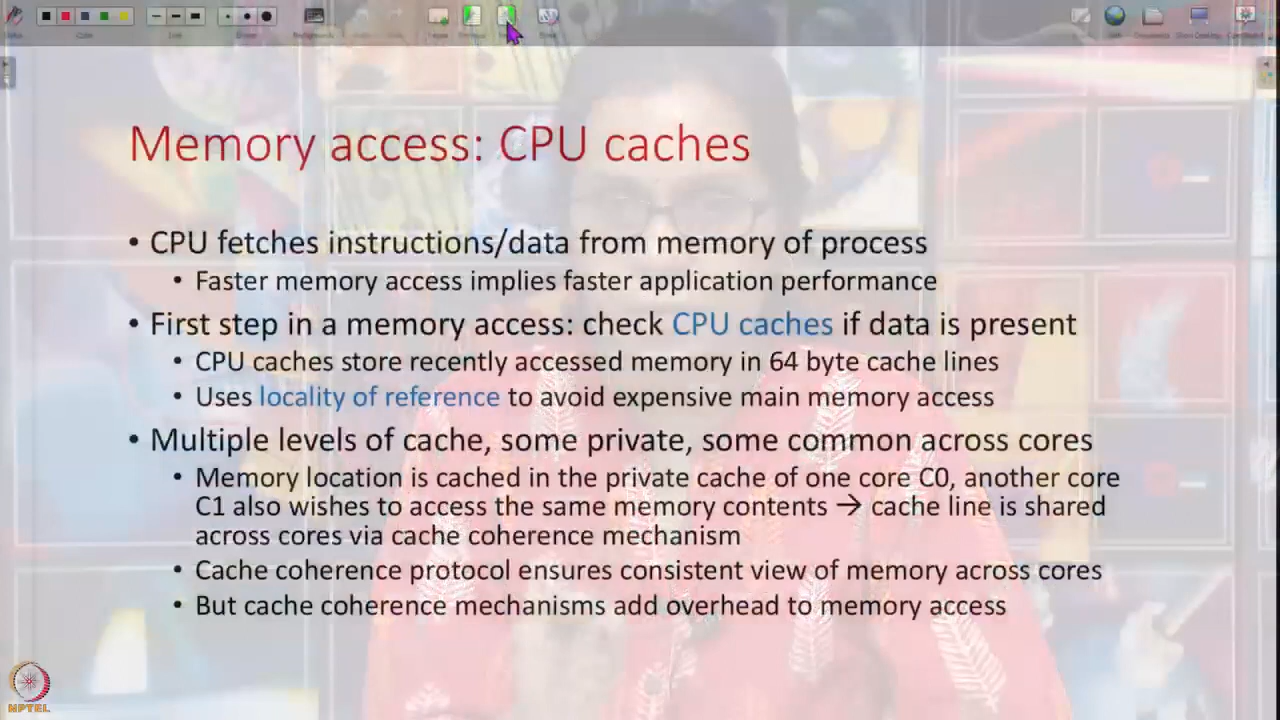 Memory access: CPU caches
• CPU fetches instructions/data from memory of process
• Faster memory access implies faster application performance
• First step in a memory access: check CPU caches if data is present
• CPU caches store recently accessed memory in 64 byte cache lines
• Uses locality of reference to avoid expensive main memory access
• Multiple levels of cache, some private, some common across cores
• Memory location is cached in the private cache of one core C0, another core
C1 also wishes to access the same memory contents → cache line is shared
across cores via cache coherence mechanism
• Cache coherence protocol ensures consistent view of memory across cores
• But cache coherence mechanisms add overhead to memory access
NPTEL